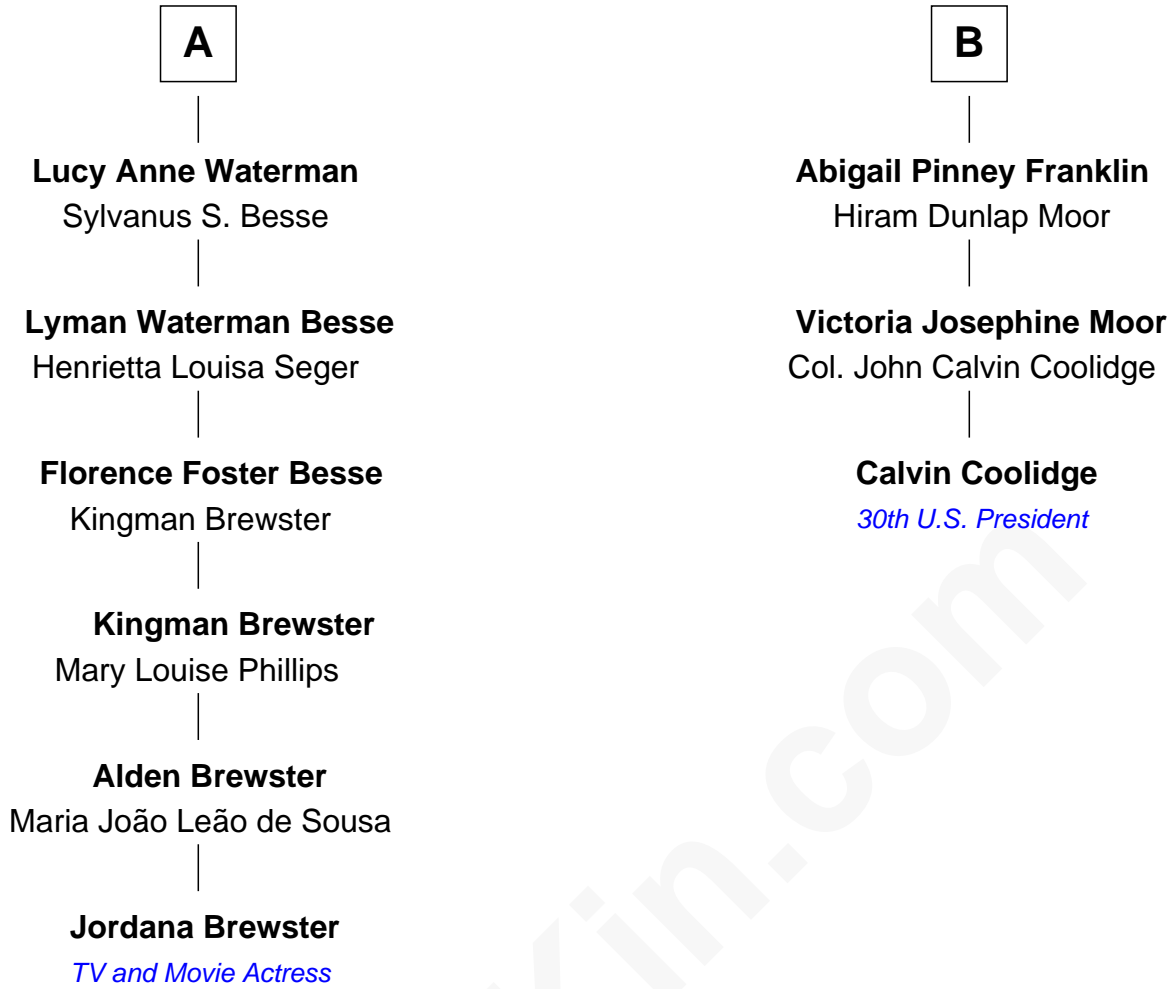 A
Lucy Anne Waterman
Sylvanus S. Besse
Lyman Waterman Besse
Henrietta Louisa Seger
Florence Foster Besse
Kingman Brewster
Kingman Brewster
Mary Louise Phillips
Alden Brewster
Maria João Leão de Sousa
Jordana Brewster
TV and Movie Actress
B
Abigail Pinney Franklin
Hiram Dunlap Moor
Victoria Josephine Moor
Col. John Calvin Coolidge
Calvin Coolidge
30th U.S. President